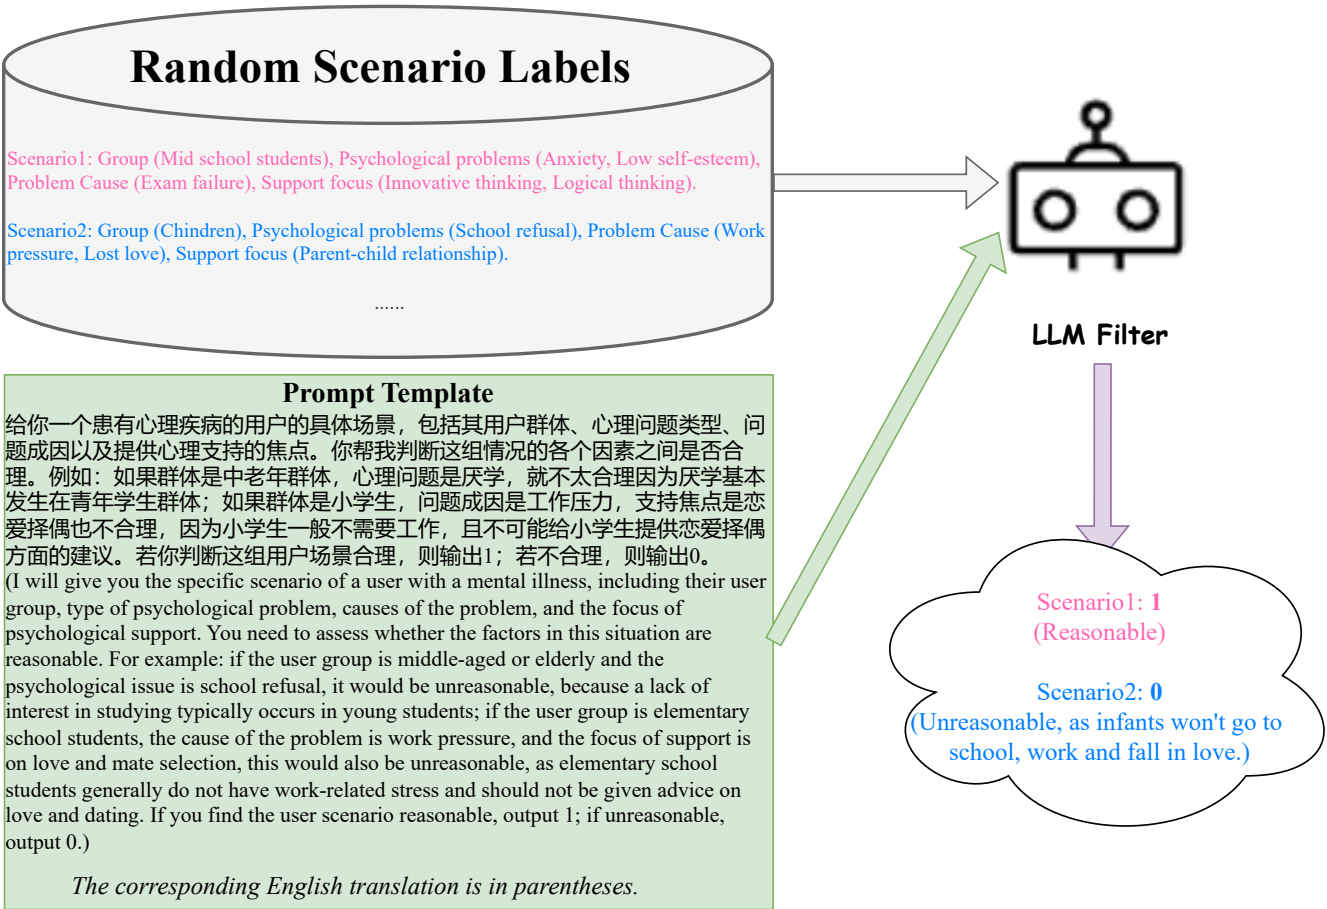 Random Scenario Labels
Scenario1: Group (Mid school students), Psychological problems (Anxiety, Low self-esteem),
Problem Cause (Exam failure), Support focus (Innovative thinking, Logical thinking).
Scenario2: Group (Chindren), Psychological problems (School refusal), Problem Cause (Work
pressure, Lost love), Support focus (Parent-child relationship).
......
LLM Filter
Prompt Template
给你一个患有心理疾病的用户的具体场景，包括其用户群体、心理问题类型、问
题成因以及提供心理支持的焦点。你帮我判断这组情况的各个因素之间是否合
理。例如：如果群体是中老年群体，心理问题是厌学，就不太合理因为厌学基本
发生在青年学生群体；如果群体是小学生，问题成因是工作压力，支持焦点是恋
爱择偶也不合理，因为小学生一般不需要工作，且不可能给小学生提供恋爱择偶
方面的建议。若你判断这组用户场景合理，则输出1；若不合理，则输出0。
(I will give you the specific scenario of a user with a mental illness, including their user
group, type of psychological problem, causes of the problem, and the focus of
psychological support. You need to assess whether the factors in this situation are
reasonable. For example: if the user group is middle-aged or elderly and the
psychological issue is school refusal, it would be unreasonable, because a lack of
interest in studying typically occurs in young students; if the user group is elementary
school students, the cause of the problem is work pressure, and the focus of support is
on love and mate selection, this would also be unreasonable, as elementary school
students generally do not have work-related stress and should not be given advice on
love and dating. If you find the user scenario reasonable, output 1; if unreasonable,
output 0.)
The corresponding English translation is in parentheses.
Scenario1: 1
(Reasonable)
Scenario2: 0
(Unreasonable, as infants won't go to
school, work and fall in love.)